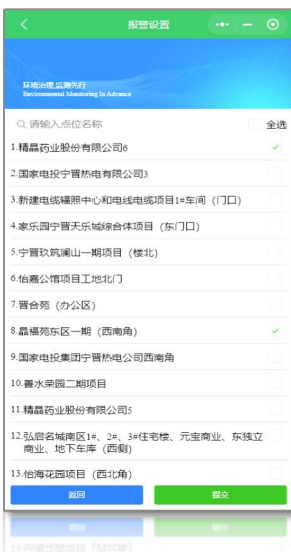 报警设置
环境治理,监测先行
Environmental Monitoring In Advance
请输入点位名称
全选
1.精晶药业股份有限公司6
2.国家电投宁晋热电有限公司3
3.新建电缆辐照中心和电线电缆项目1#车间（门口）
4.家乐园宁晋天乐城综合体项目（东门口）
5.宁晋玖筑澜山一期项目（楼北）
6.怡嘉公馆项目工地北门
7.晋合苑（办公区）
8.晶福苑东区一期（西南角）
9.国家电投集团宁晋热电公司西南角
10.善水荣园二期项目
11.精晶药业股份有限公司5
12.弘启名城南区1#、2#、3#住宅楼、元宝商业、东独立
商业、地下车库（西侧）
13.怡海花园项目（西北角）
返回
提交